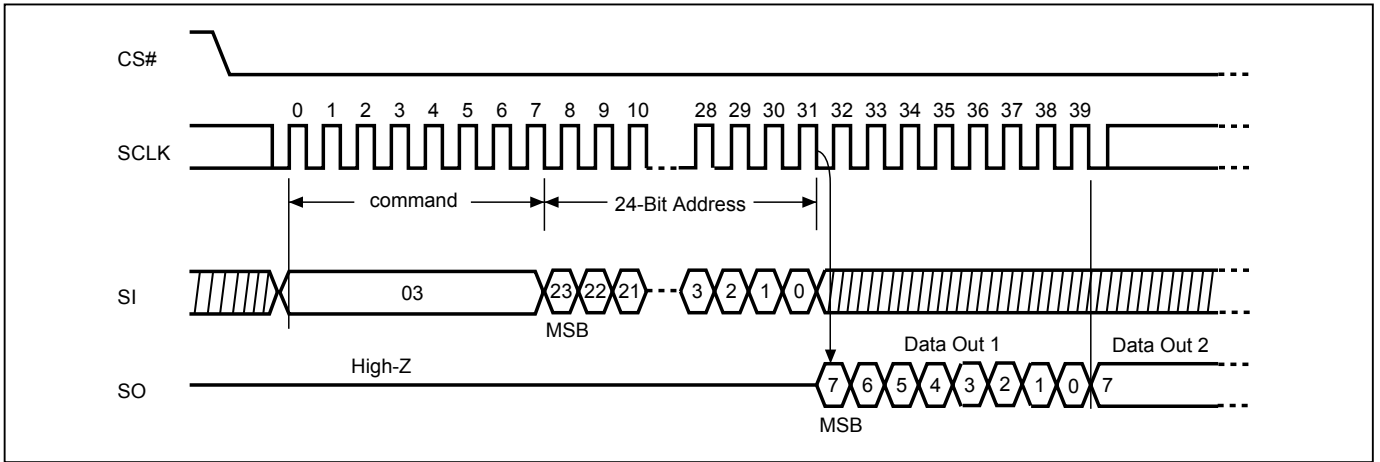 CS#
0 1 2 3 4 5 6 7 8 9 10 28 29 30 31 32 33 34 35 36 37 38 39
SCLK
command 24-Bit Address
SI 03 23 22 21 3 2 1 0
MSB
High-Z Data Out 1 Data Out 2
SO 7 6 5 4 3 2 1 0 7
MSB